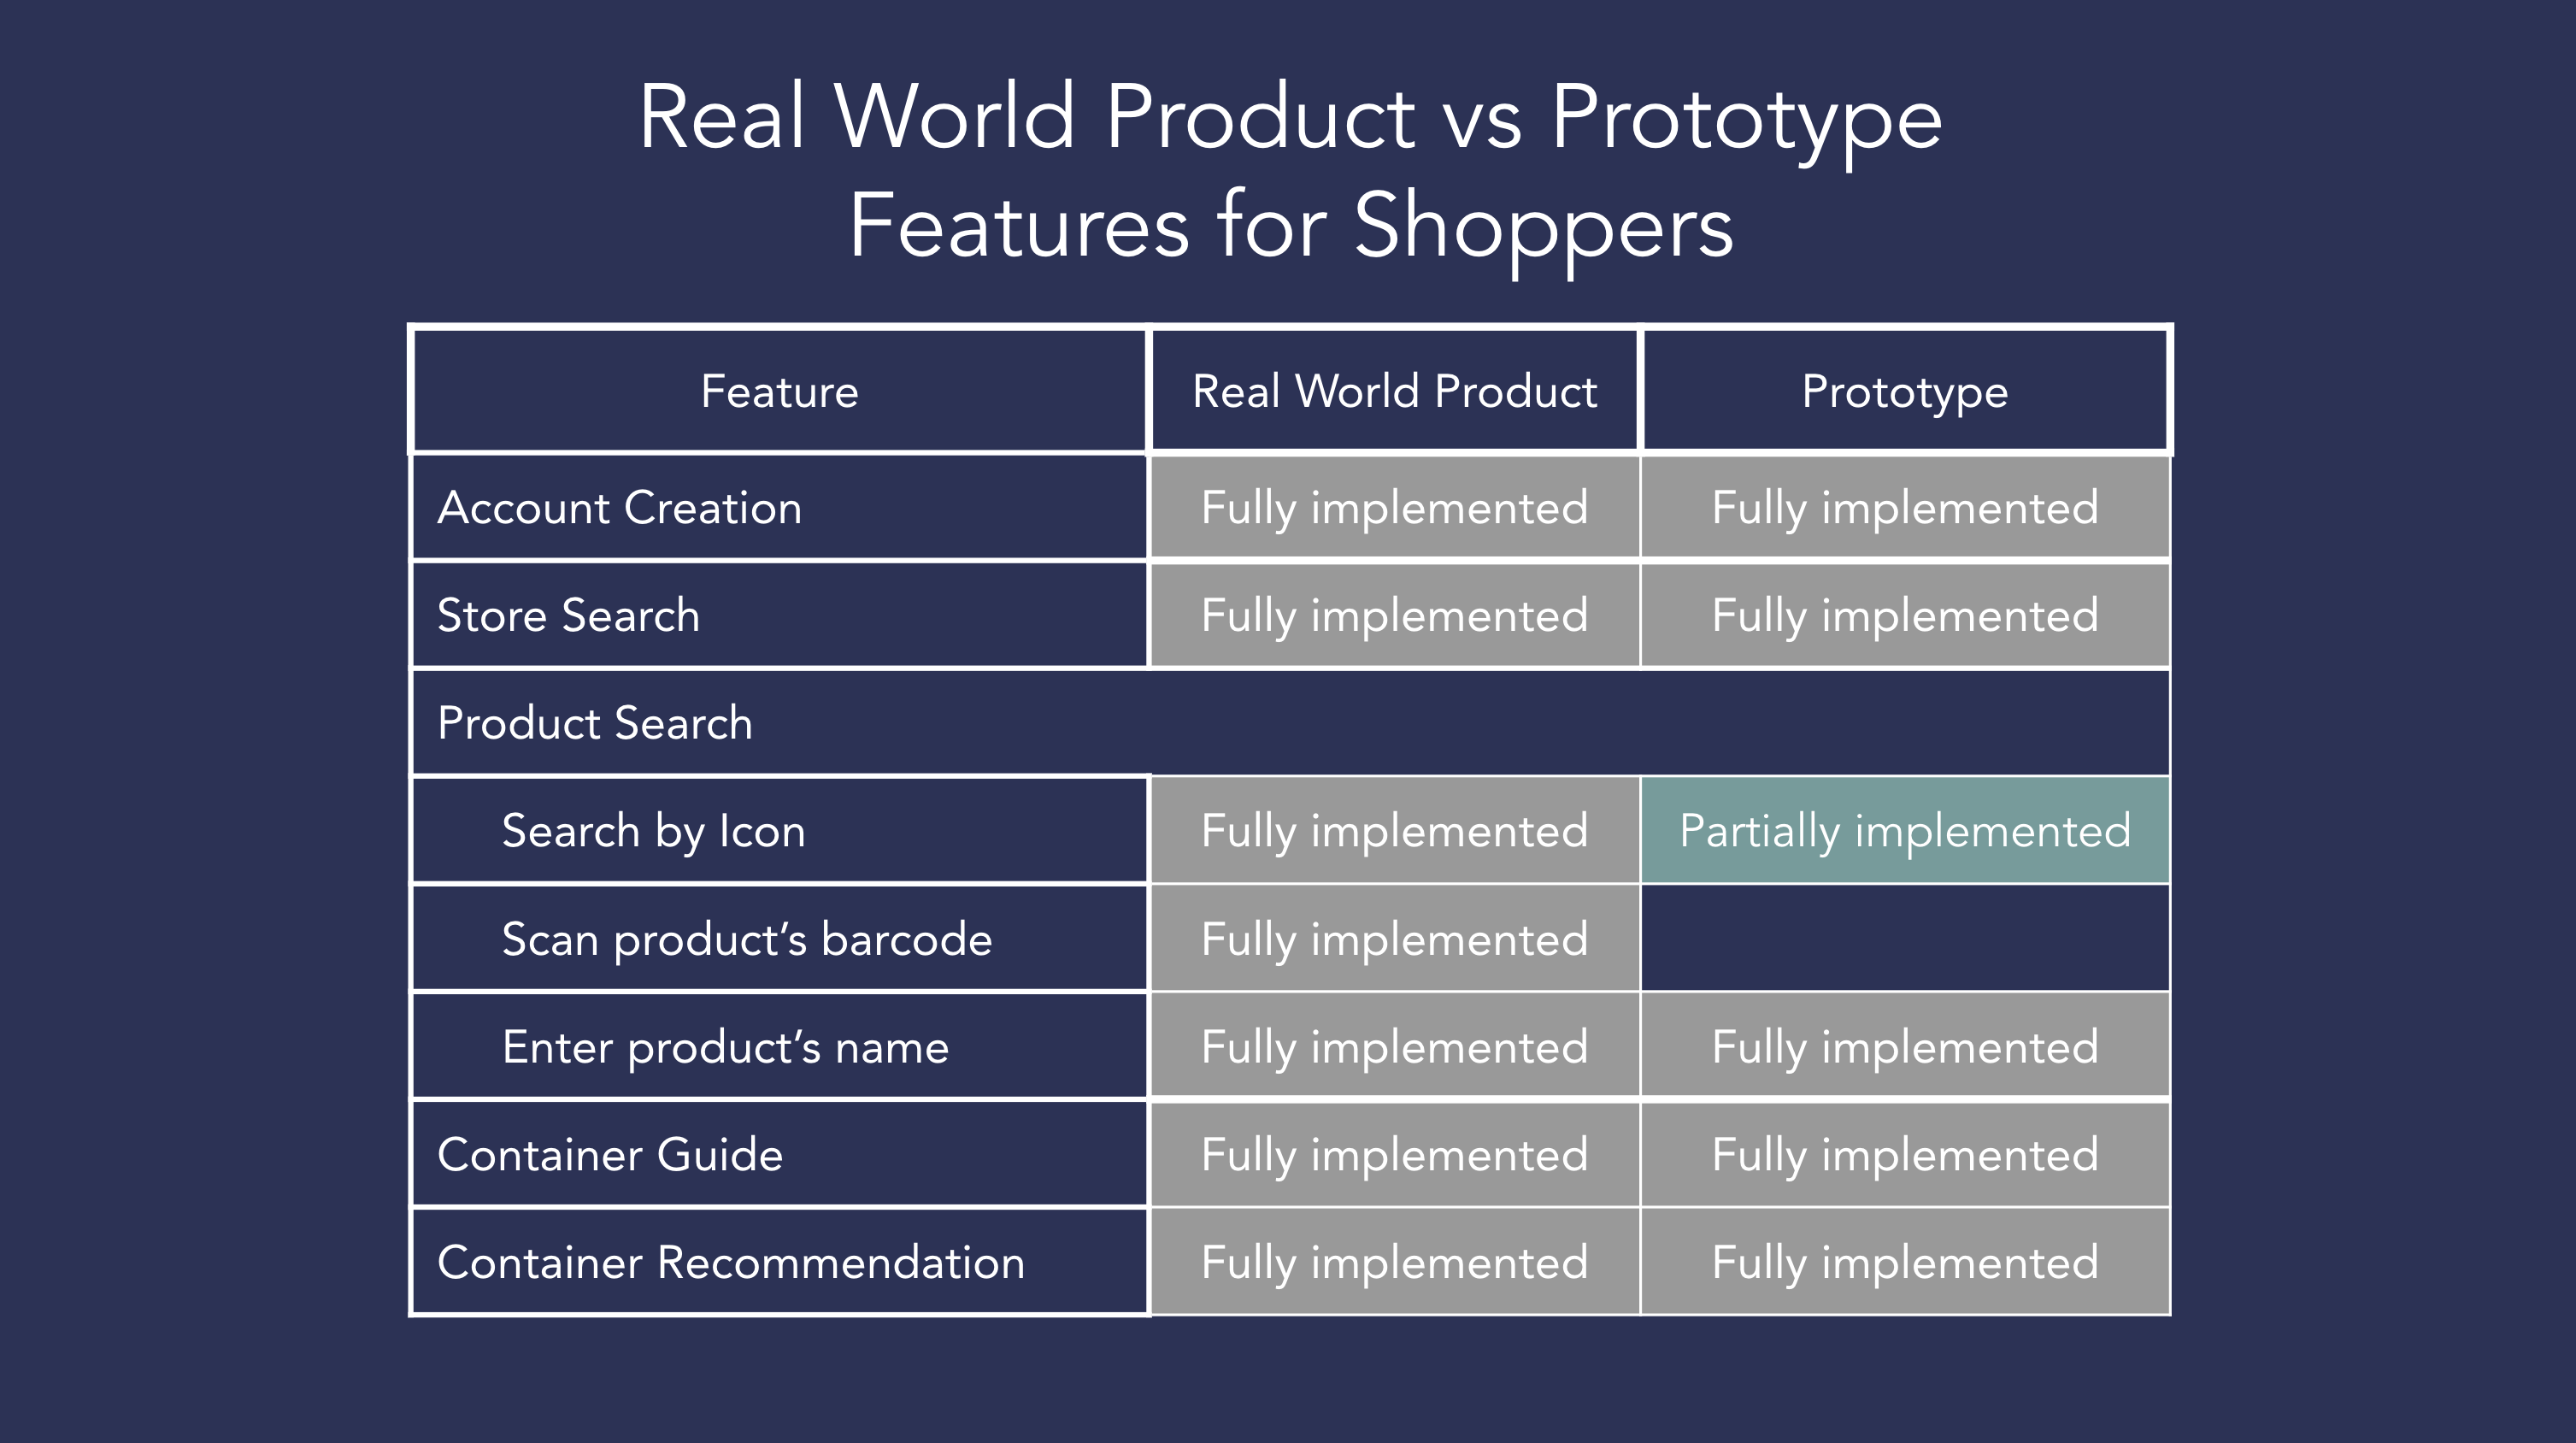 Real World Product vs Prototype
Features for Shoppers
Feature Real World Product Prototype
Account Creation Fully implemented Fully implemented
Store Search Fully implemented Fully implemented
Product Search
Search by Icon Fully implemented Partially implemented
Scan product’s barcode Fully implemented
Enter product’s name Fully implemented Fully implemented
Container Guide Fully implemented Fully implemented
Container Recommendation Fully implemented Fully implemented